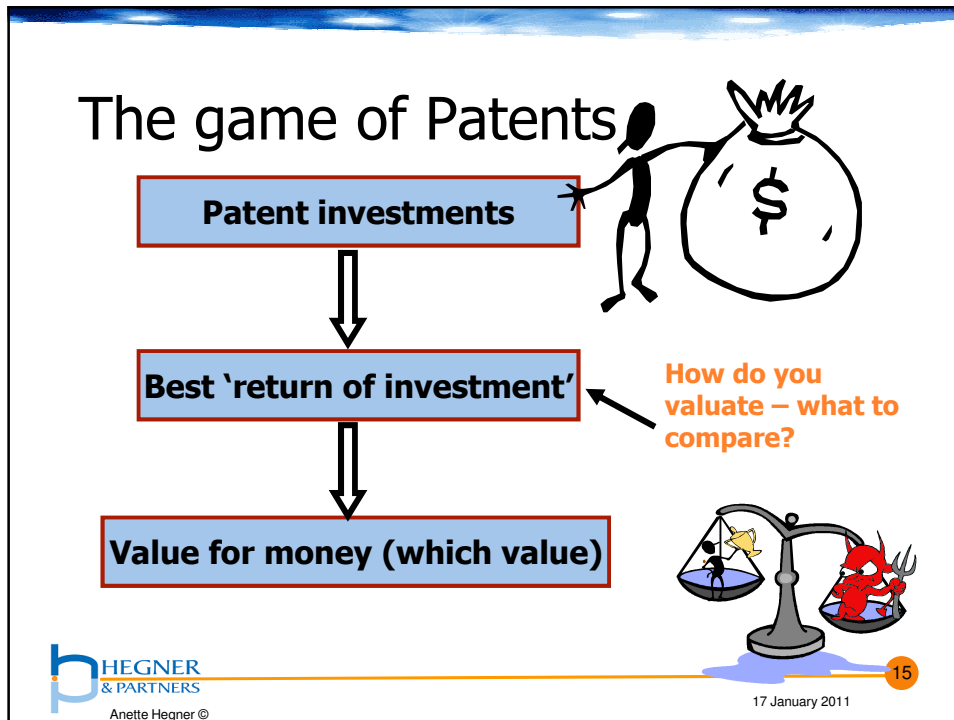 The game of Patents
$
Patent investments
Best ‘return of investment’
How do you
valuate – what to
compare?
Value for money (which value)
hp HEGNER
& PARTNERS
Anette Hegner ©
17 January 2011
15